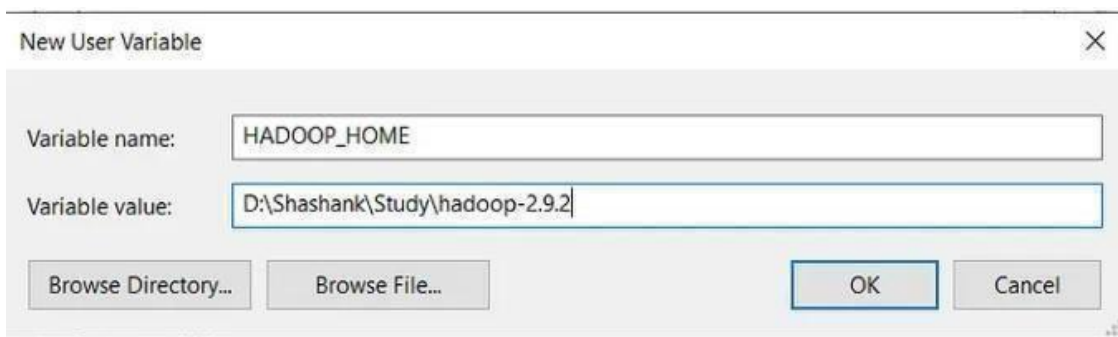 New User Variable
Variable name: HADOOP_HOME
Variable value: D:\Shashank\Study\hadoop-2.9.2
Browse Directory... Browse File... OK Cancel